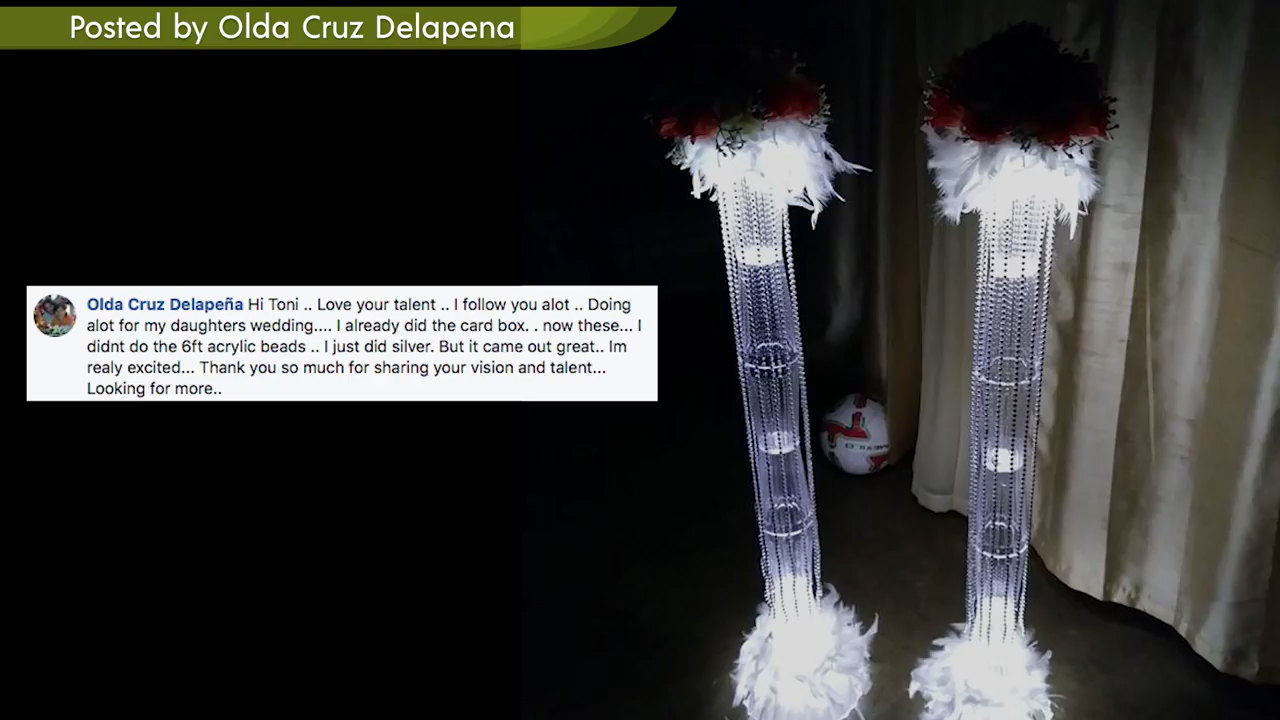 Posted by Olda Cruz Delapena
Olda Cruz Delapeña Hi Toni .. Love your talent .. I follow you alot .. Doing
alot for my daughters wedding.... I already did the card box. . now these... I
didnt do the 6ft acrylic beads .. I just did silver. But it came out great.. Im
realy excited... Thank you so much for sharing your vision and talent...
Looking for more..